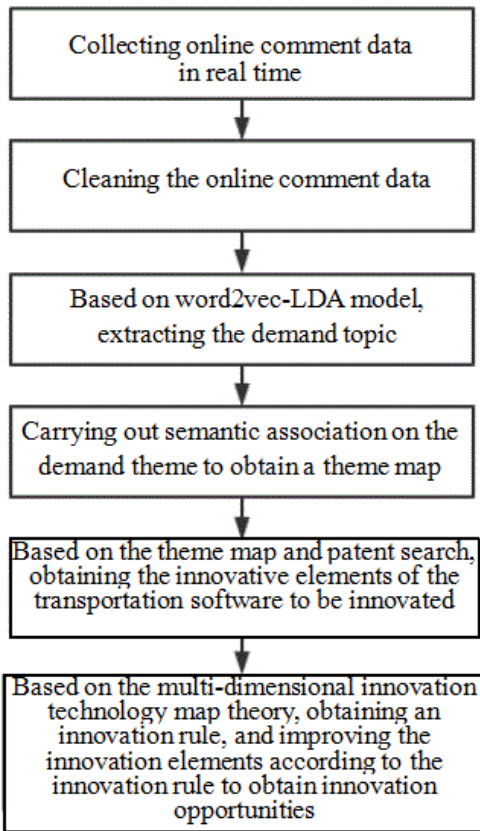 Collecting online comment data
in real time
Cleaning the online comment data
Based on word2vec-LDA model,
extracting the demand topic
Carrying out semantic association on the
demand theme to obtain a theme map
Based on the theme map and patent search,
obtaining the innovative elements of the
transportation software to be innovated
Based on the multi-dimensional innovation
technology map theory, obtaining an
innovation rule, and improving the
innovation elements according to the
innovation rule to obtain innovation
opportunities